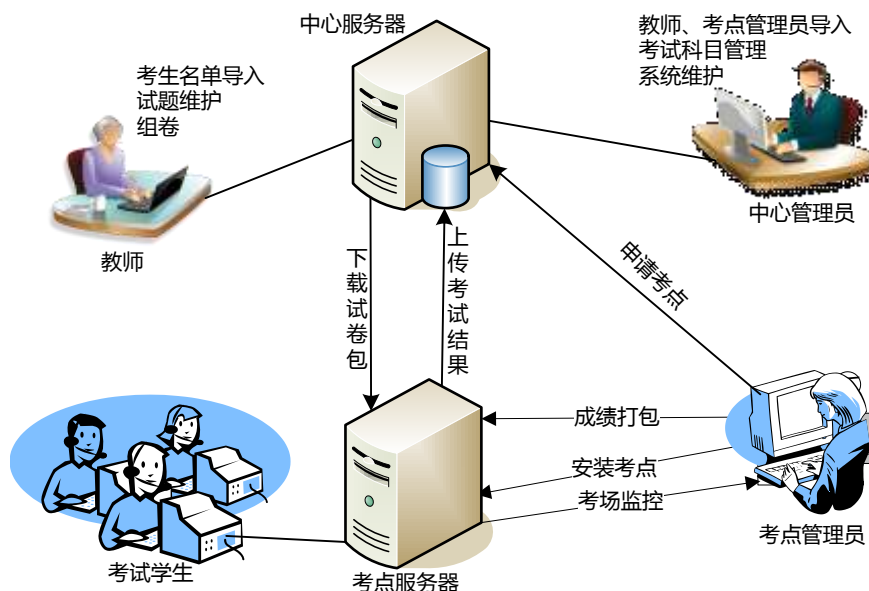 中心服务器
教师、考点管理员导入
考试科目管理
系统维护
考生名单导入
试题维护
组卷
中心管理员
教师
下载试卷包
上传考试结果
申请考点
成绩打包
安装考点
考场监控
考点管理员
考试学生
考点服务器